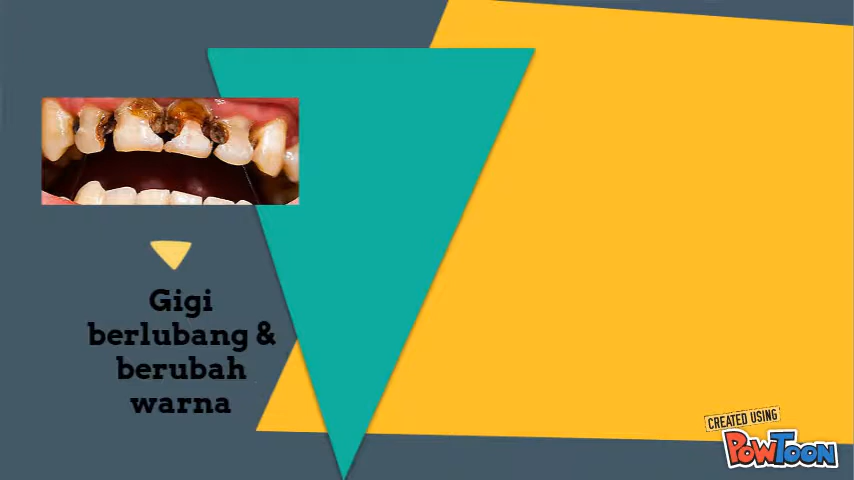 Gigi
berlubang &
berubah
warna
CREATED USING
POWTOON